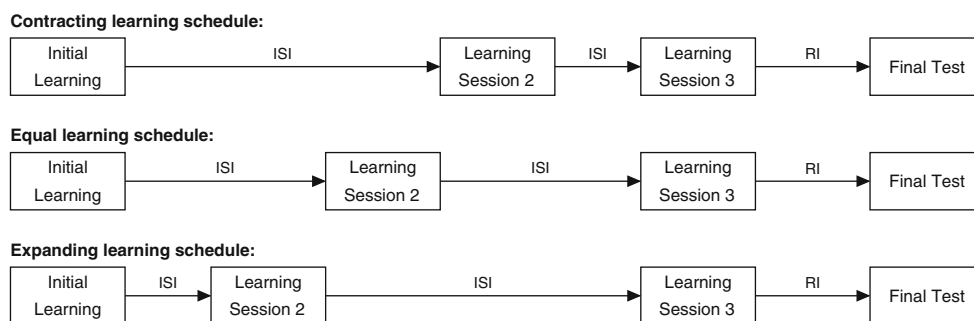 Contracting learning schedule:
Initial
Learning
ISI
Learning
Session 2
ISI
Learning
Session 3
RI
Final Test
Equal learning schedule:
Initial
Learning
ISI
Learning
Session 2
ISI
Learning
Session 3
RI
Final Test
Expanding learning schedule:
Initial
Learning
ISI
Learning
Session 2
ISI
Learning
Session 3
RI
Final Test